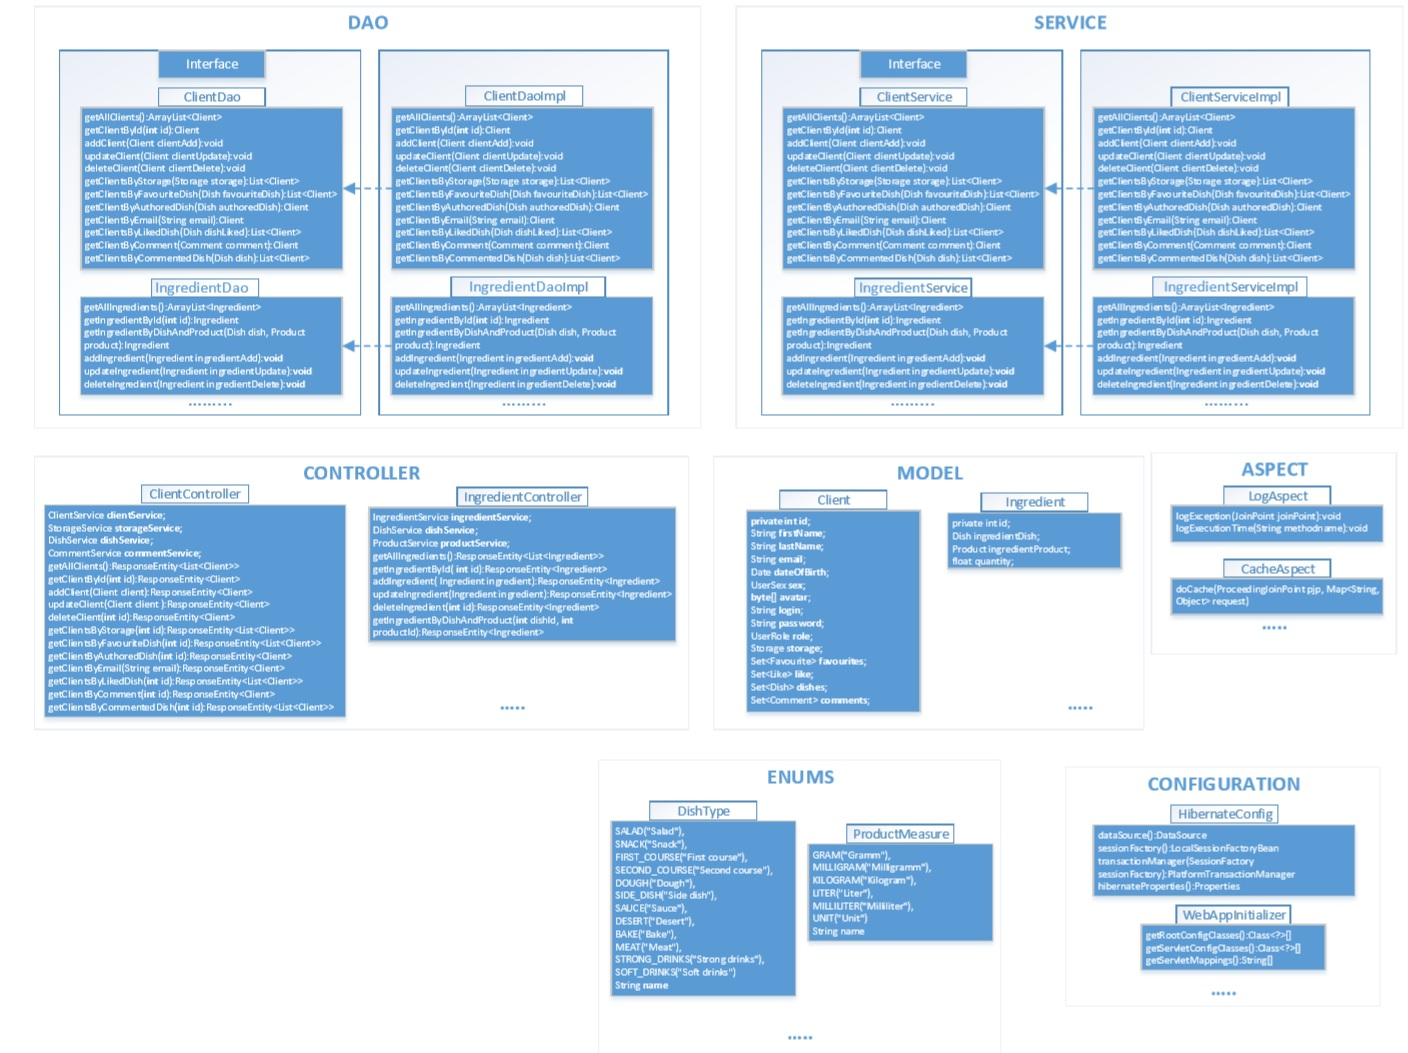 DAO
Interface
ClientDao
getAllClients():ArrayList<Client>
getClientById(int id):Client
addClient(Client clientAdd):void
updateClient(Client clientUpdate):void
deleteClient(Client clientDelete):void
getClientsByStorage(Storage storage):List<Client>
getClientsByFavouriteDish(Dish favouriteDish):List<Client>
getClientByAuthoredDish(Dish authoredDish):Client
getClientByEmail(String email):Client
getClientsByLikedDish(Dish dishLiked):List<Client>
getClientByComment(Comment comment):Client
getClientsByCommentedDish(Dish dish):List<Client>
IngredientDao
getAllIngredients():ArrayList<Ingredient>
getIngredientById(int id):Ingredient
getIngredientByDishAndProduct(Dish dish, Product
product):Ingredient
addIngredient(Ingredient ingredientAdd):void
updateIngredient(Ingredient ingredientUpdate):void
deleteIngredient(Ingredient ingredientDelete):void
.........
ClientDaoImpl
getAllClients():ArrayList<Client>
getClientById(int id):Client
addClient(Client clientAdd):void
updateClient(Client clientUpdate):void
deleteClient(Client clientDelete):void
getClientsByStorage(Storage storage):List<Client>
getClientsByFavouriteDish(Dish favouriteDish):List<Client>
getClientByAuthoredDish(Dish authoredDish):Client
getClientByEmail(String email):Client
getClientsByLikedDish(Dish dishLiked):List<Client>
getClientByComment(Comment comment):Client
getClientsByCommentedDish(Dish dish):List<Client>
IngredientDaoImpl
getAllIngredients():ArrayList<Ingredient>
getIngredientById(int id):Ingredient
getIngredientByDishAndProduct(Dish dish, Product
product):Ingredient
addIngredient(Ingredient ingredientAdd):void
updateIngredient(Ingredient ingredientUpdate):void
deleteIngredient(Ingredient ingredientDelete):void
.........
SERVICE
Interface
ClientService
getAllClients():ArrayList<Client>
getClientById(int id):Client
addClient(Client clientAdd):void
updateClient(Client clientUpdate):void
deleteClient(Client clientDelete):void
getClientsByStorage(Storage storage):List<Client>
getClientsByFavouriteDish(Dish favouriteDish):List<Client>
getClientByAuthoredDish(Dish authoredDish):Client
getClientByEmail(String email):Client
getClientsByLikedDish(Dish dishLiked):List<Client>
getClientByComment(Comment comment):Client
getClientsByCommentedDish(Dish dish):List<Client>
IngredientService
getAllIngredients():ArrayList<Ingredient>
getIngredientById(int id):Ingredient
getIngredientByDishAndProduct(Dish dish, Product
product):Ingredient
addIngredient(Ingredient ingredientAdd):void
updateIngredient(Ingredient ingredientUpdate):void
deleteIngredient(Ingredient ingredientDelete):void
.........
ClientServiceImpl
getAllClients():ArrayList<Client>
getClientById(int id):Client
addClient(Client clientAdd):void
updateClient(Client clientUpdate):void
deleteClient(Client clientDelete):void
getClientsByStorage(Storage storage):List<Client>
getClientsByFavouriteDish(Dish favouriteDish):List<Client>
getClientByAuthoredDish(Dish authoredDish):Client
getClientByEmail(String email):Client
getClientsByLikedDish(Dish dishLiked):List<Client>
getClientByComment(Comment comment):Client
getClientsByCommentedDish(Dish dish):List<Client>
IngredientServiceImpl
getAllIngredients():ArrayList<Ingredient>
getIngredientById(int id):Ingredient
getIngredientByDishAndProduct(Dish dish, Product
product):Ingredient
addIngredient(Ingredient ingredientAdd):void
updateIngredient(Ingredient ingredientUpdate):void
deleteIngredient(Ingredient ingredientDelete):void
.........
CONTROLLER
ClientController
ClientService clientService;
StorageService storageService;
DishService dishService;
CommentService commentService;
getAllClients():ResponseEntity<List<Client>>
getClientById(int id):ResponseEntity<Client>
addClient(Client client):ResponseEntity<Client>
updateClient(Client client ):ResponseEntity<Client>
deleteClient(int id):ResponseEntity<Client>
getClientsByStorage(int id):ResponseEntity<List<Client>>
getClientsByFavouriteDish(int id):ResponseEntity<List<Client>>
getClientByAuthoredDish(int id):ResponseEntity<Client>
getClientByEmail(String email):ResponseEntity<Client>
getClientsByLikedDish(int id):ResponseEntity<List<Client>>
getClientByComment(int id):ResponseEntity<Client>
getClientsByCommentedDish(int id):ResponseEntity<List<Client>>
IngredientController
IngredientService ingredientService;
DishService dishService;
ProductService productService;
getAllIngredients():ResponseEntity<List<Ingredient>>
getIngredientById( int id):ResponseEntity<Ingredient>
addIngredient( Ingredient ingredient):ResponseEntity<Ingredient>
updateIngredient(Ingredient ingredient):ResponseEntity<Ingredient>
deleteIngredient(int id):ResponseEntity<Ingredient>
getIngredientByDishAndProduct(int dishId, int
productId):ResponseEntity<Ingredient>
.....
MODEL
Client
private int id;
String firstName;
String lastName;
String email;
Date dateOfBirth;
UserSex sex;
byte[] avatar;
String login;
String password;
UserRole role;
Storage storage;
Set<Favourite> favourites;
Set<Like> like;
Set<Dish> dishes;
Set<Comment> comments;
Ingredient
private int id;
Dish ingredientDish;
Product ingredientProduct;
float quantity;
.....
ASPECT
LogAspect
logException(JoinPoint joinPoint):void
logExecutionTime(String methodname):void
CacheAspect
doCache(ProceedingJoinPoint pjp, Map<String,
Object> request)
.....
ENUMS
DishType
SALAD("Salad"),
SNACK("Snack"),
FIRST_COURSE("First course"),
SECOND_COURSE("Second course"),
DOUGH("Dough"),
SIDE_DISH("Side dish"),
SAUCE("Sauce"),
DESERT("Desert"),
BAKE("Bake"),
MEAT("Meat"),
STRONG_DRINKS("Strong drinks"),
SOFT_DRINKS("Soft drinks")
String name
ProductMeasure
GRAM("Gramm"),
MILLIGRAM("Milligramm"),
KILOGRAM("Kilogram"),
LITER("Liter"),
MILLILITER("Milliliter"),
UNIT("Unit")
String name
.....
CONFIGURATION
HibernateConfig
dataSource():DataSource
sessionFactory():LocalSessionFactoryBean
transactionManager(SessionFactory
sessionFactory):PlatformTransactionManager
hibernateProperties():Properties
WebAppInitializer
getRootConfigClasses():Class<?>[]
getServletConfigClasses():Class<?>[]
getServletMappings():String[]
.....